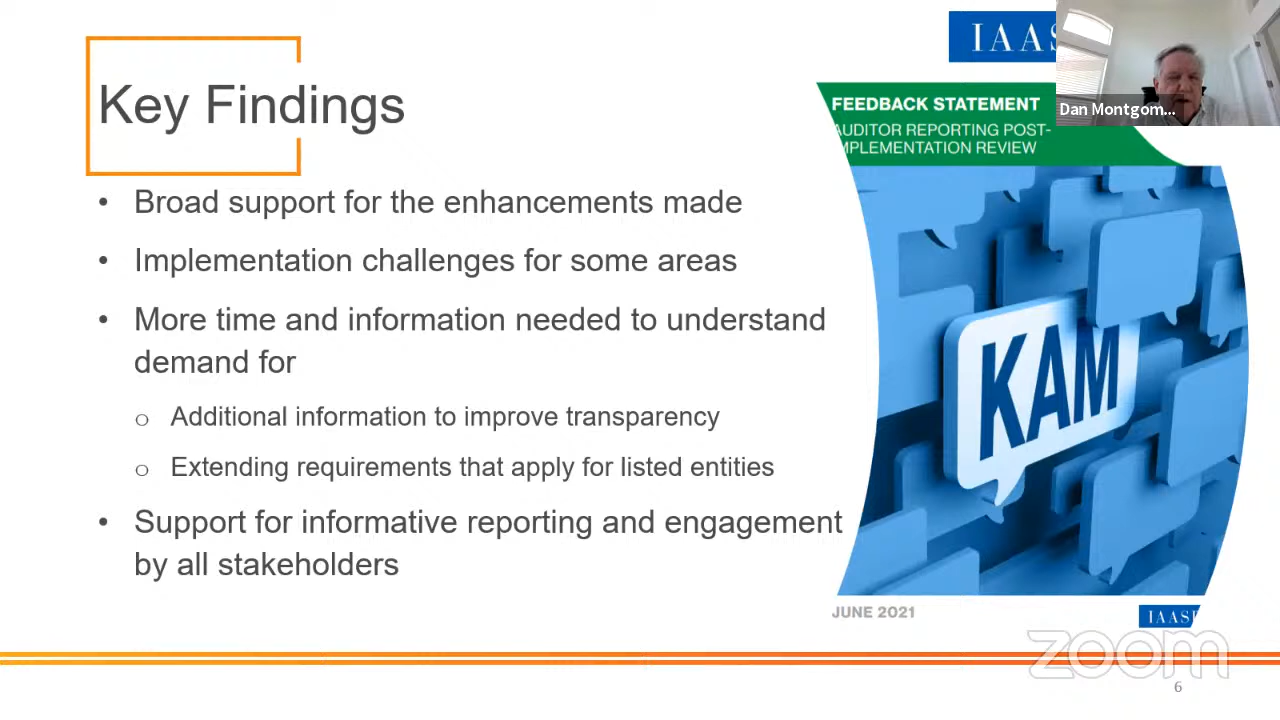 IAAS
Dan Montgom...
Key Findings
FEEDBACK STATEMENT
AUDITOR REPORTING POST-
IMPLEMENTATION REVIEW
• Broad support for the enhancements made
• Implementation challenges for some areas
• More time and information needed to understand
demand for
o Additional information to improve transparency
o Extending requirements that apply for listed entities
• Support for informative reporting and engagement
by all stakeholders
KAM
JUNE 2021
IAASB
zoom
6